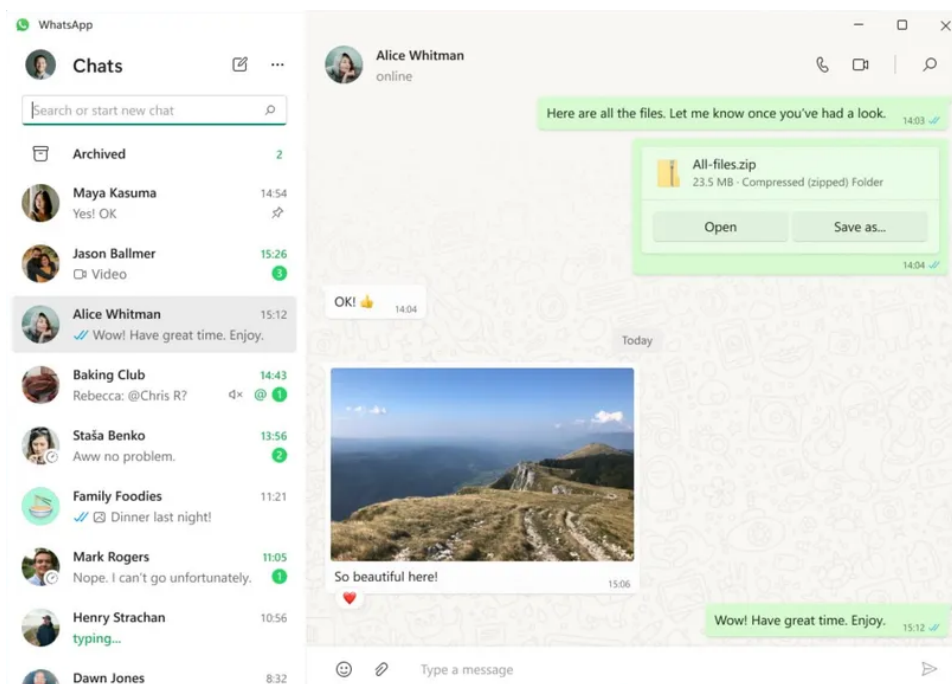 WhatsApp
Chats
Search or start new chat
Archived 2
Maya Kasuma 14:54
Yes! OK
Jason Ballmer 15:26
Video 3
Alice Whitman 15:12
Wow! Have great time. Enjoy.
Baking Club 14:43
Rebecca: @Chris R? @ 1
Staša Benko 13:56
Aww no problem. 2
Family Foodies 11:21
Dinner last night!
Mark Rogers 11:05
Nope. I can't go unfortunately. 1
Henry Strachan 10:56
typing...
Dawn Jones 8:32
Alice Whitman
online
Here are all the files. Let me know once you've had a look. 14:03
All-files.zip
23.5 MB · Compressed (zipped) Folder
Open Save as...
14:04
OK! 👍 14:04
Today
So beautiful here! 15:06
❤️
Wow! Have great time. Enjoy. 15:12
Type a message